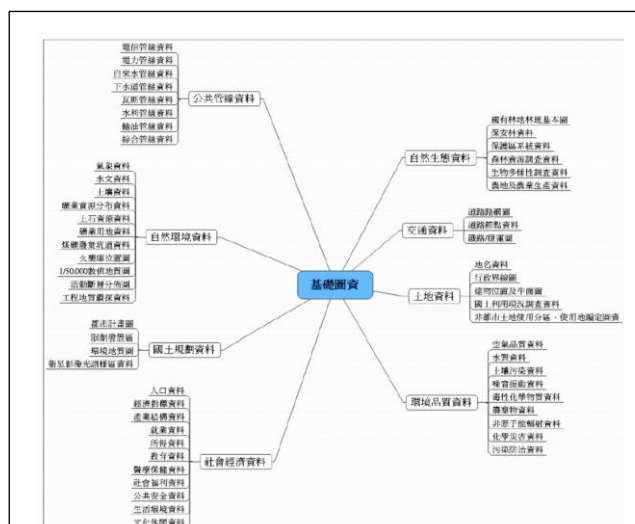 電信管線資料
電力管線資料
自來水管線資料
下水道管線資料
瓦斯管線資料
水利管線資料
輸油管線資料
綜合管線資料
公共管線資料
氣象資料
水文資料
土壤資料
礦業資源分布資料
土石資源資料
礦業用地資料
煤礦廢棄坑道資料
火藥庫位置圖
1/50,000數值地質圖
活動斷層分佈圖
工程地質鑽探資料
自然環境資料
都市計畫圖
限制發展區
環境地質圖
衛星影像光譜樣區資料
國土規劃資料
人口資料
經濟指標資料
產業結構資料
就業資料
所得資料
教育資料
醫療保健資料
社會福利資料
公共安全資料
生活環境資料
文化休閒資料
社會經濟資料
基礎圖資
自然生態資料
國有林地林班基本圖
保安林資料
保護區系統資料
森林資源調查資料
生物多樣性調查資料
農地及農業生產資料
交通資料
道路路網圖
道路節點資料
鐵路/捷運圖
土地資料
地名資料
行政界線圖
建物位置及平面圖
國土利用現況調查資料
非都市土地使用分區、使用地編定圖資
環境品質資料
空氣品質資料
水質資料
土壤污染資料
噪音振動資料
毒性化學物質資料
廢棄物資料
非原子能輻射資料
化學災害資料
污染防治資料